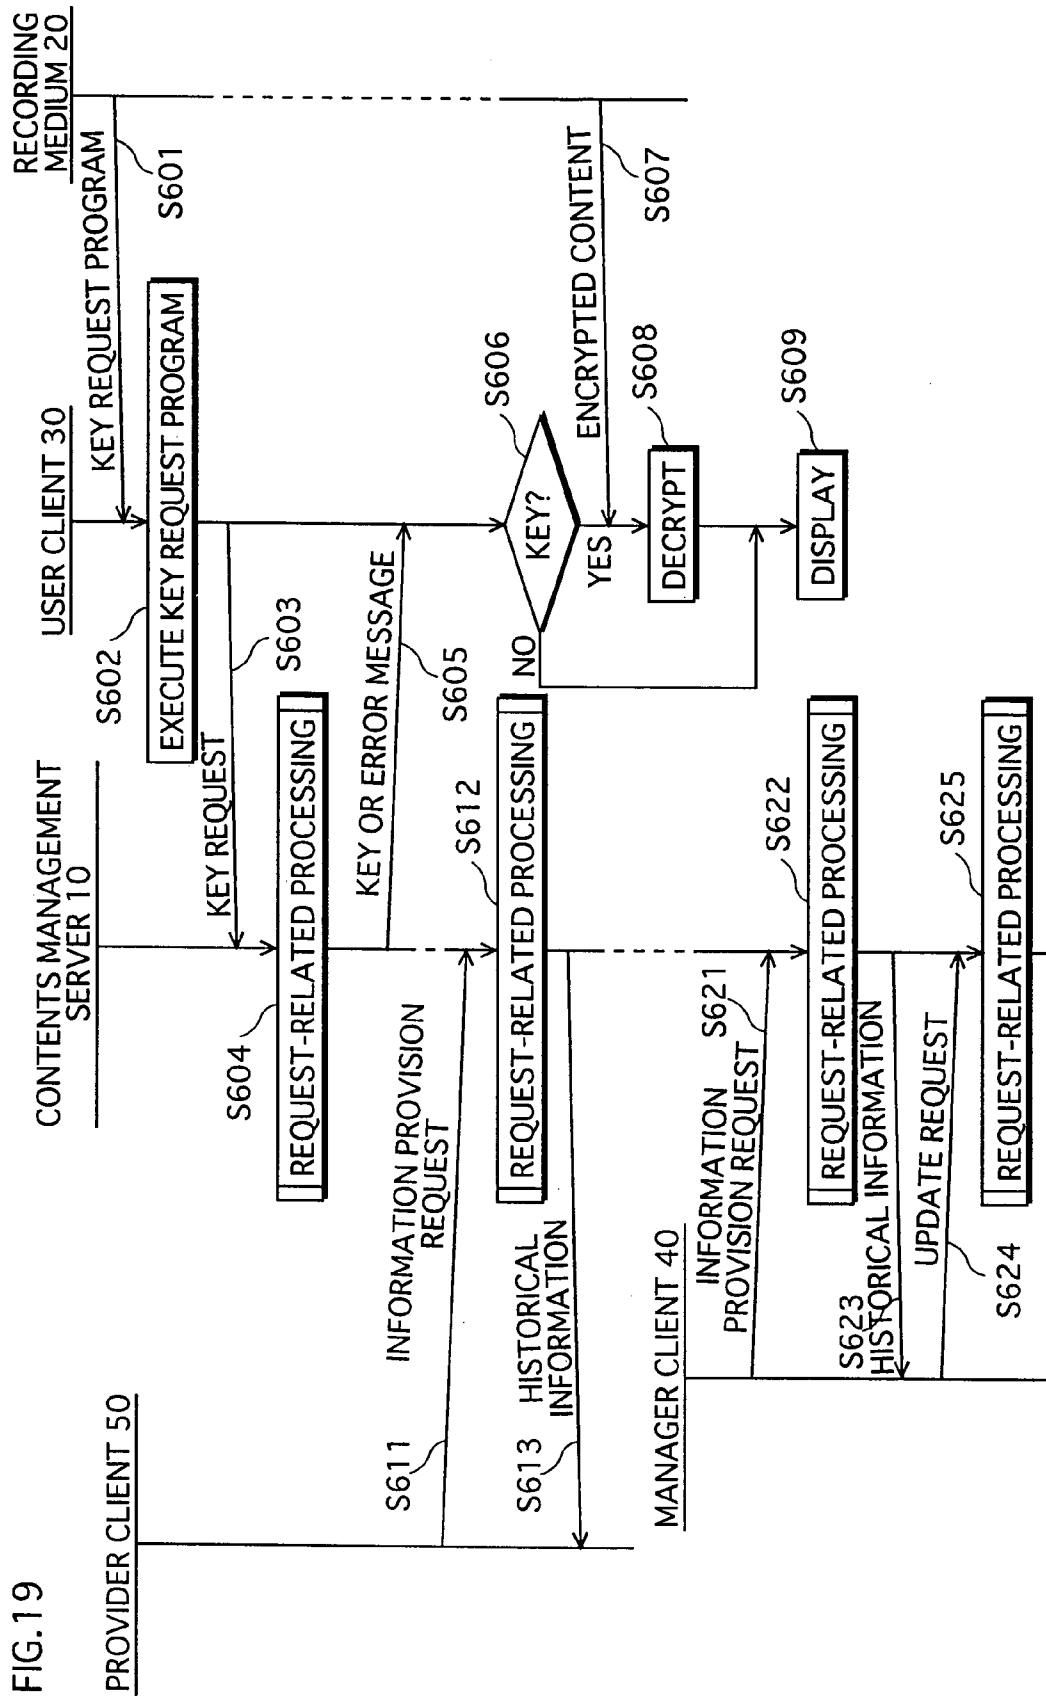 FIG.19
PROVIDER CLIENT 50
CONTENTS MANAGEMENT
SERVER 10
USER CLIENT 30
RECORDING
MEDIUM 20
KEY REQUEST PROGRAM
S601
S602
EXECUTE KEY REQUEST PROGRAM
KEY REQUEST
S603
S604
REQUEST-RELATED PROCESSING
KEY OR ERROR MESSAGE
S605
INFORMATION PROVISION
REQUEST
S611
S612
REQUEST-RELATED PROCESSING
S606
KEY?
NO
YES
ENCRYPTED CONTENT
S607
HISTORICAL
INFORMATION
S613
S608
DECRYPT
MANAGER CLIENT 40
INFORMATION
PROVISION REQUEST
S621
S609
DISPLAY
S622
REQUEST-RELATED PROCESSING
S623
HISTORICAL INFORMATION
UPDATE REQUEST
S624
S625
REQUEST-RELATED PROCESSING